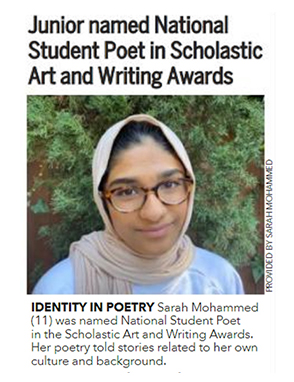 Junior named National
Student Poet in Scholastic
Art and Writing Awards
PROVIDED BY SARAH MOHAMMED
IDENTITY IN POETRY Sarah Mohammed
(11) was named National Student Poet
in the Scholastic Art and Writing Awards.
Her poetry told stories related to her own
culture and background.